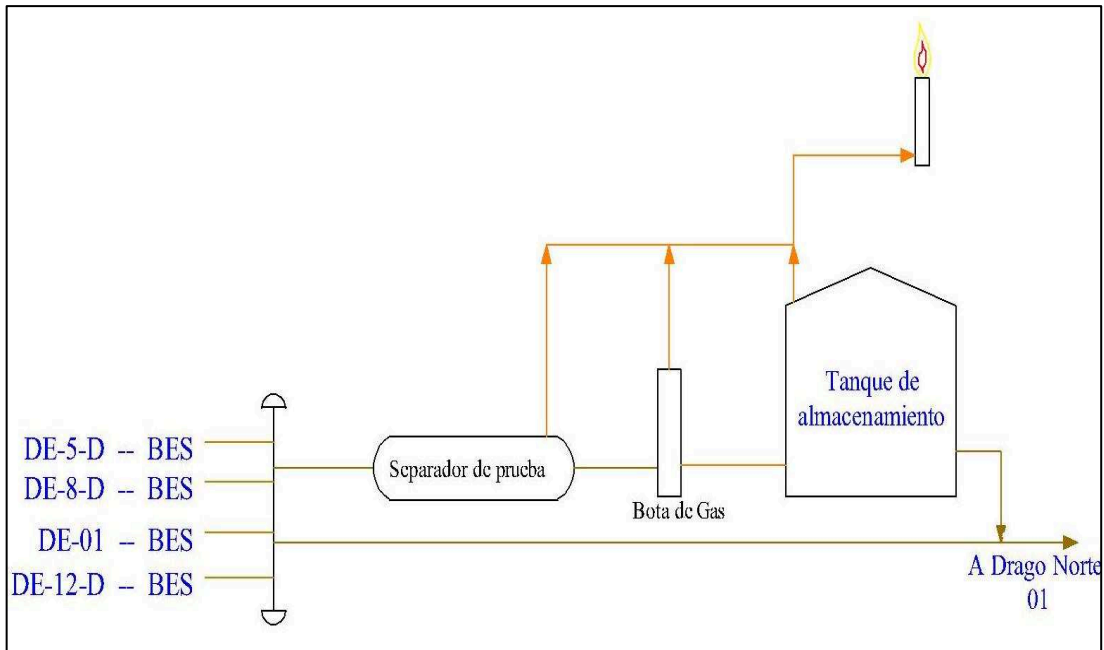 Tanque de
almacenamiento
DE-5-D -- BES
Separador de prueba
DE-8-D -- BES
Bota de Gas
DE-01 -- BES
A Drago Norte
01
DE-12-D -- BES